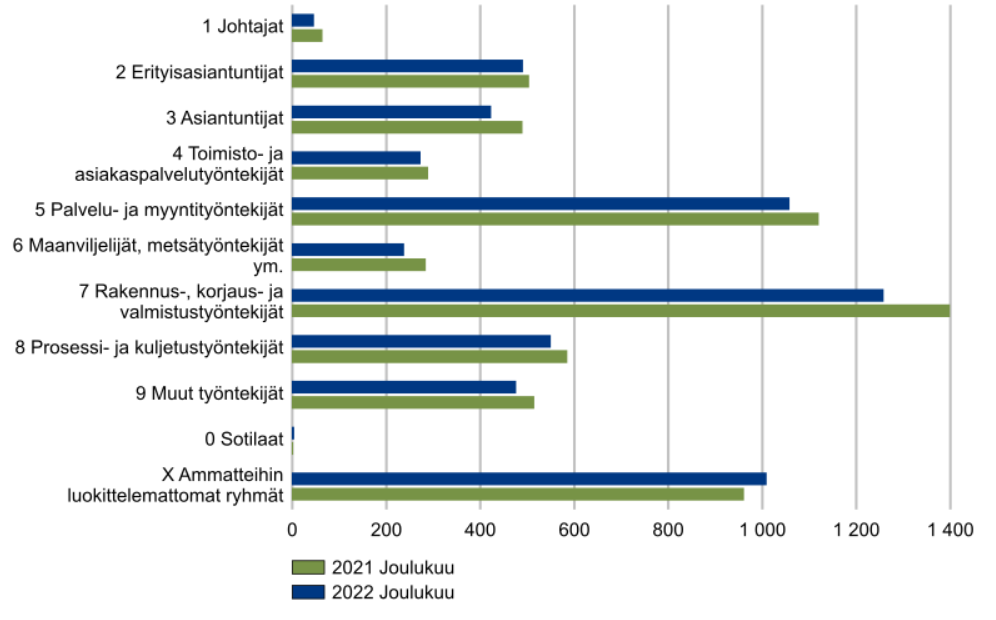 1 Johtajat
2 Erityisasiantuntijat
3 Asiantuntijat
4 Toimisto- ja
asiakaspalvelutyöntekijät
5 Palvelu- ja myyntityöntekijät
6 Maanviljelijät, metsätyöntekijät
ym.
7 Rakennus-, korjaus- ja
valmistustyöntekijät
8 Prosessi- ja kuljetustyöntekijät
9 Muut työntekijät
0 Sotilaat
X Ammatteihin
luokittelemattomat ryhmät
0 200 400 600 800 1 000 1 200 1 400
2021 Joulukuu
2022 Joulukuu